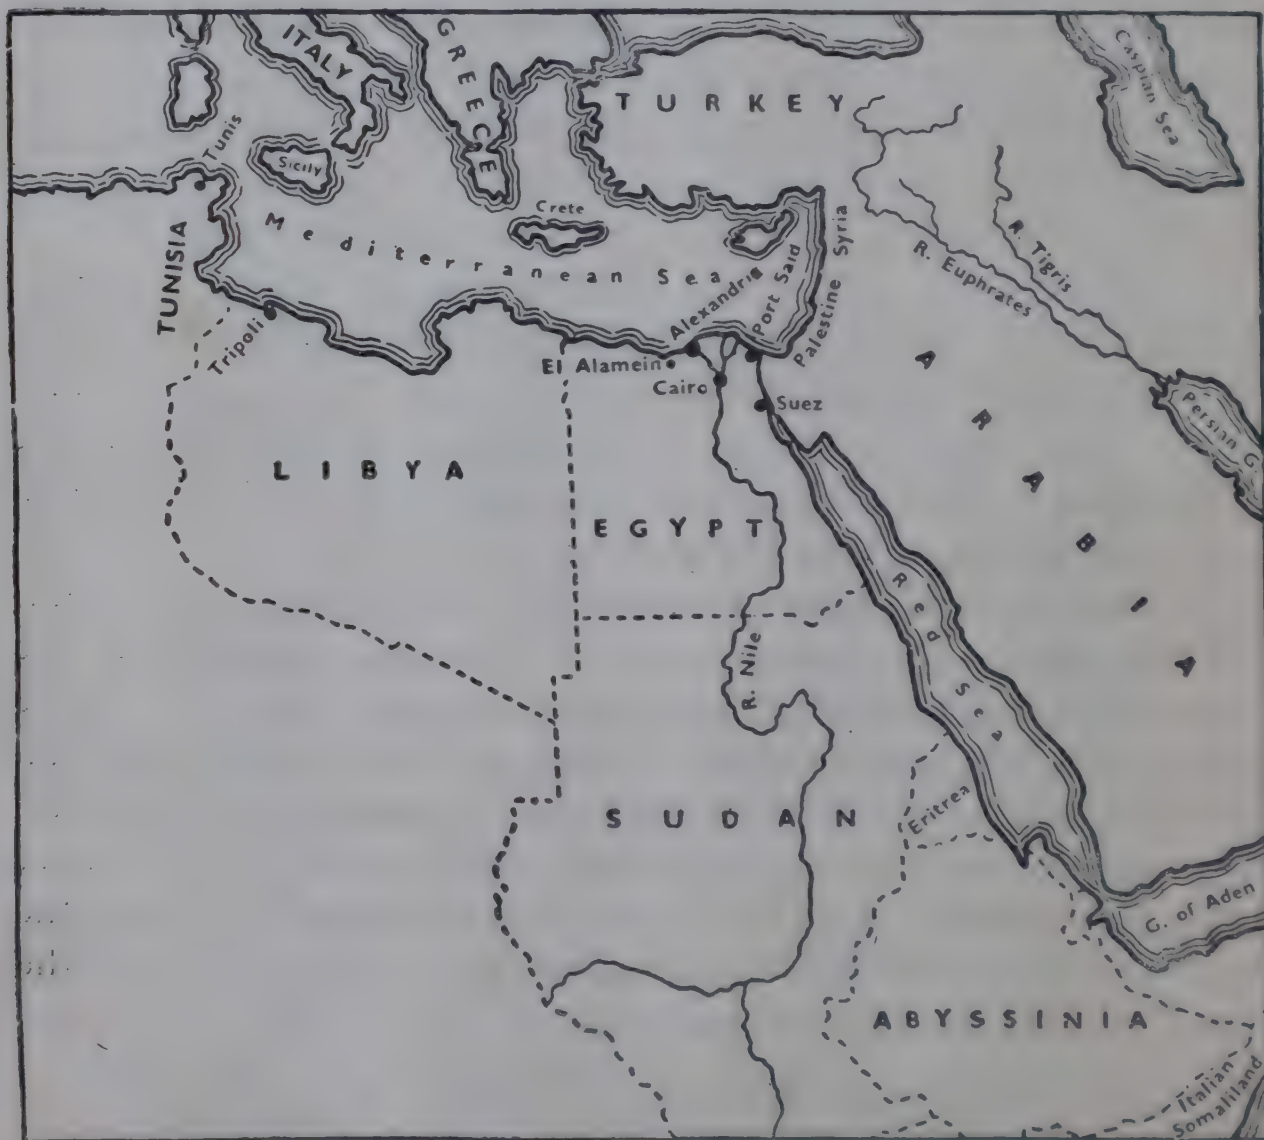 ITALY
GREECE
TURKEY
Caspian Sea
Tunis
Sicily
Crete
TUNISIA
Mediterranean Sea
Syria
Palestine
R. Tigris
R. Euphrates
Tripoli
Alexandria
Port Said
El Alamein
Cairo
Suez
Persian G.
ARABIA
LIBYA
EGYPT
Red Sea
R. Nile
SUDAN
Eritrea
G. of Aden
ABYSSINIA
Italian
Somaliland